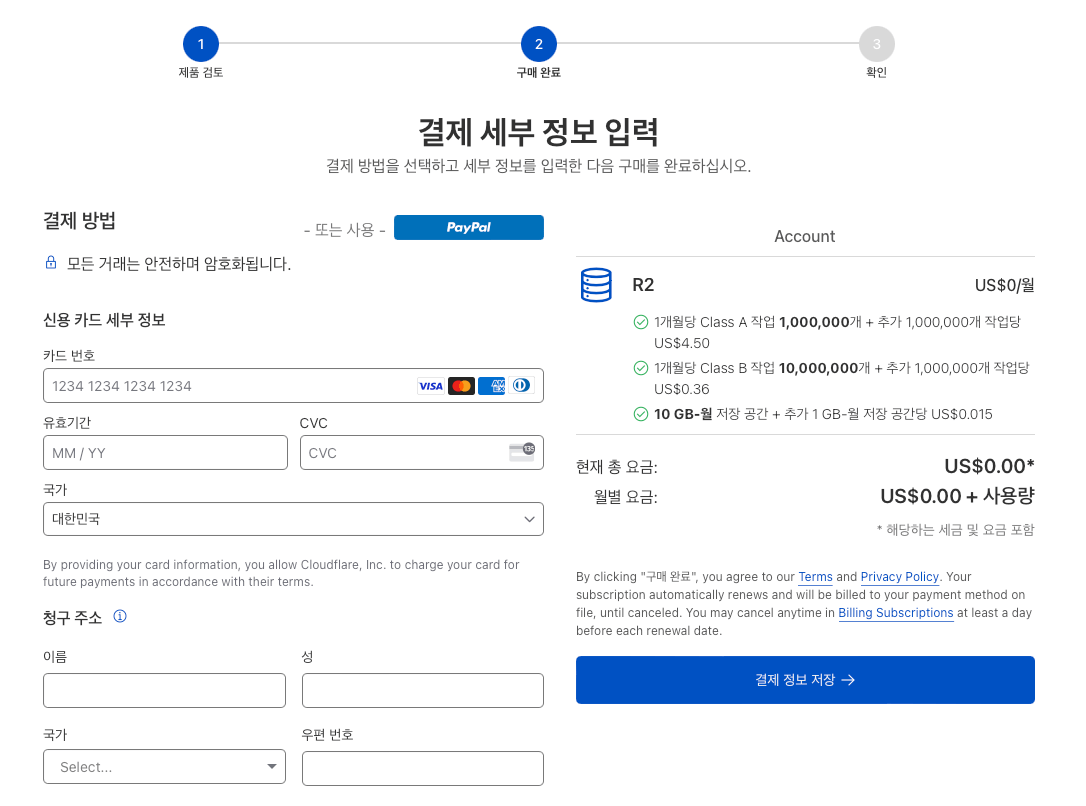 1
2
3
제품 검토
구매 완료
확인
결제 세부 정보 입력
결제 방법을 선택하고 세부 정보를 입력한 다음 구매를 완료하십시오.
결제 방법
- 또는 사용 -
PayPal
모든 거래는 안전하며 암호화됩니다.
신용 카드 세부 정보
카드 번호
1234 1234 1234 1234
VISA
AM
EX
유효기간
CVC
MM / YY
CVC
135
국가
대한민국
By providing your card information, you allow Cloudflare, Inc. to charge your card for
future payments in accordance with their terms.
청구 주소
이름
성
국가
우편 번호
Select...
Account
R2
US$0/월
1개월당 Class A 작업 1,000,000개 + 추가 1,000,000개 작업당
US$4.50
1개월당 Class B 작업 10,000,000개 + 추가 1,000,000개 작업당
US$0.36
10 GB-월 저장 공간 + 추가 1 GB-월 저장 공간당 US$0.015
현재 총 요금:
US$0.00*
월별 요금:
US$0.00 + 사용량
* 해당하는 세금 및 요금 포함
By clicking "구매 완료", you agree to our Terms and Privacy Policy. Your
subscription automatically renews and will be billed to your payment method on
file, until canceled. You may cancel anytime in Billing Subscriptions at least a day
before each renewal date.
결제 정보 저장 →